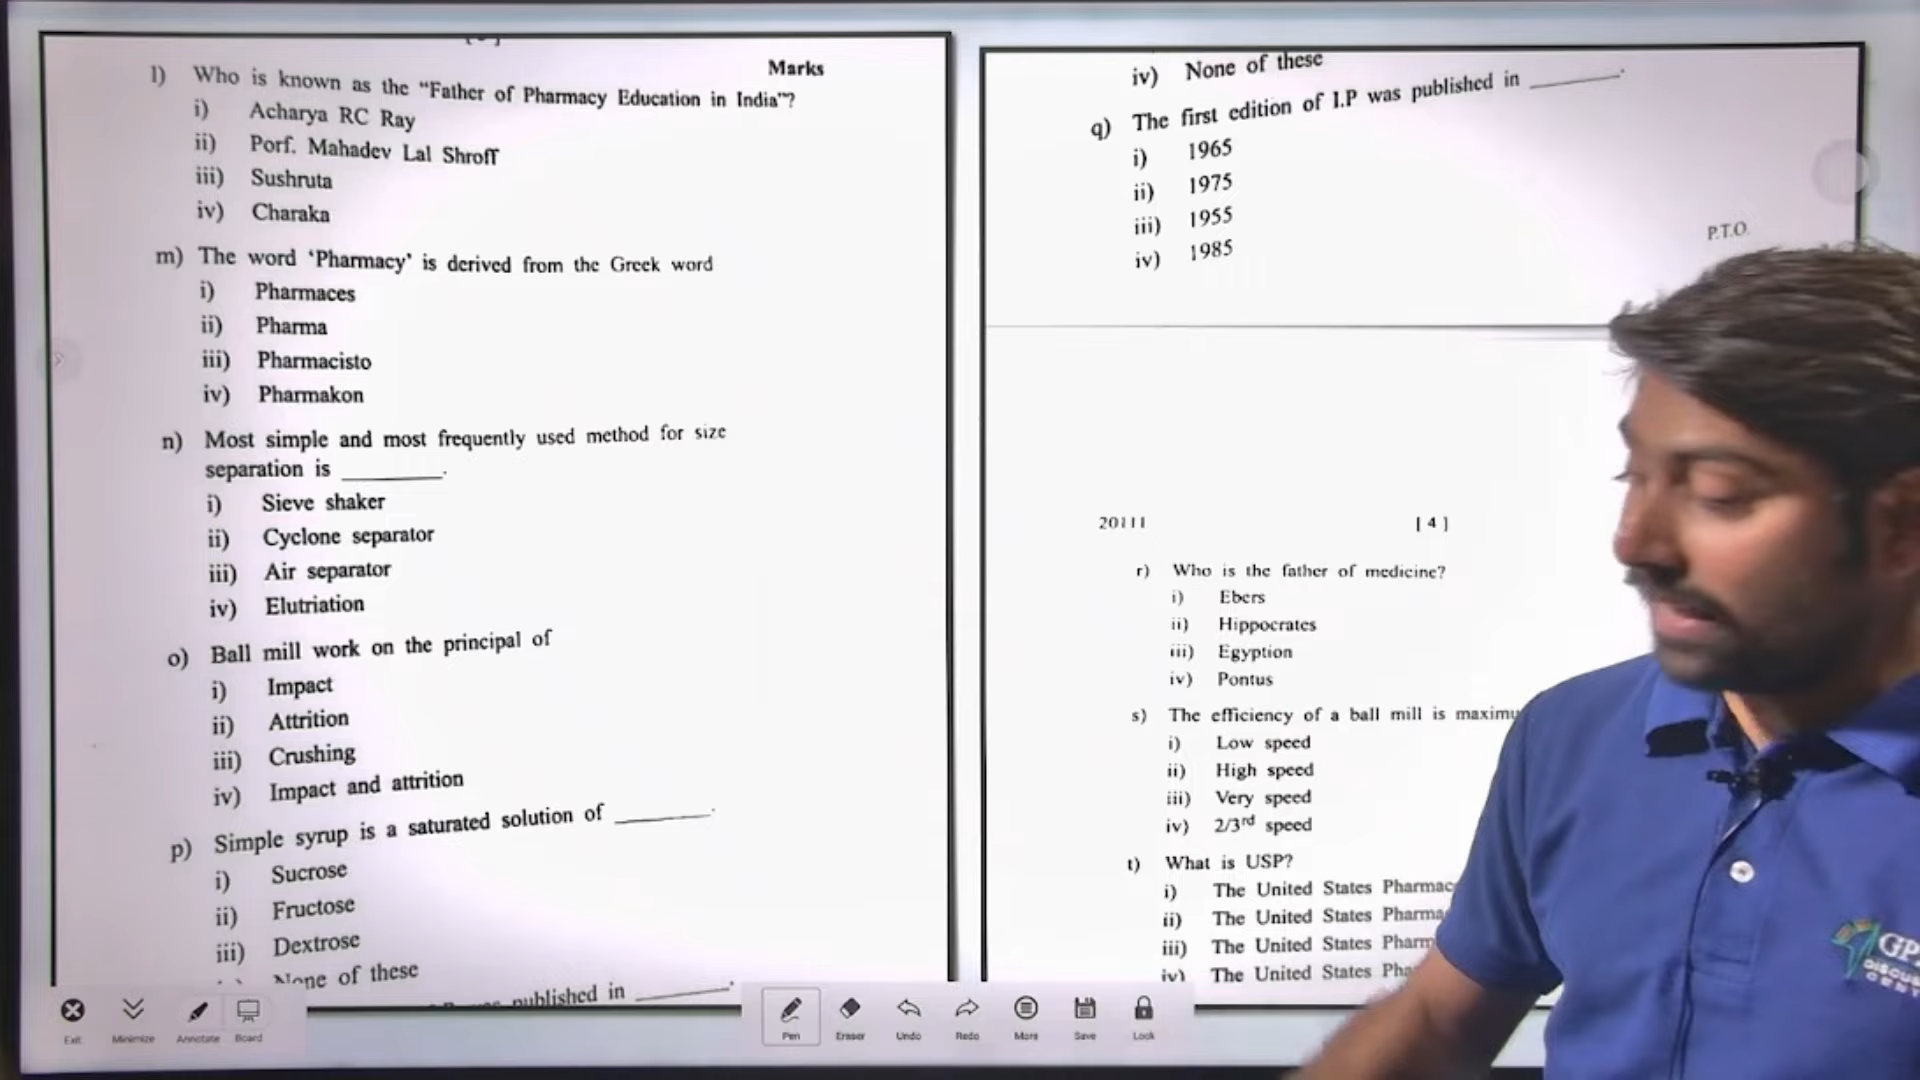 Marks
l) Who is known as the “Father of Pharmacy Education in India”?
i) Acharya RC Ray
ii) Porf. Mahadev Lal Shroff
iii) Sushruta
iv) Charaka
m) The word ‘Pharmacy’ is derived from the Greek word
i) Pharmaces
ii) Pharma
iii) Pharmacisto
iv) Pharmakon
n) Most simple and most frequently used method for size
separation is ________.
i) Sieve shaker
ii) Cyclone separator
iii) Air separator
iv) Elutriation
o) Ball mill work on the principal of
i) Impact
ii) Attrition
iii) Crushing
iv) Impact and attrition
p) Simple syrup is a saturated solution of ________.
i) Sucrose
ii) Fructose
iii) Dextrose
None of these
published in ________.
iv) None of these
q) The first edition of I.P was published in ________.
i) 1965
ii) 1975
iii) 1955
iv) 1985
P.T.O.
20111 [ 4 ]
r) Who is the father of medicine?
i) Ebers
ii) Hippocrates
iii) Egyption
iv) Pontus
s) The efficiency of a ball mill is
i) Low speed
ii) High speed
iii) Very speed
iv) 2/3rd speed
t) What is USP?
i) The United States
ii) The United States
iii) The United States
iv) The United States
Exit Minimize Annotate Board Pen Eraser Undo Redo More Save Lock